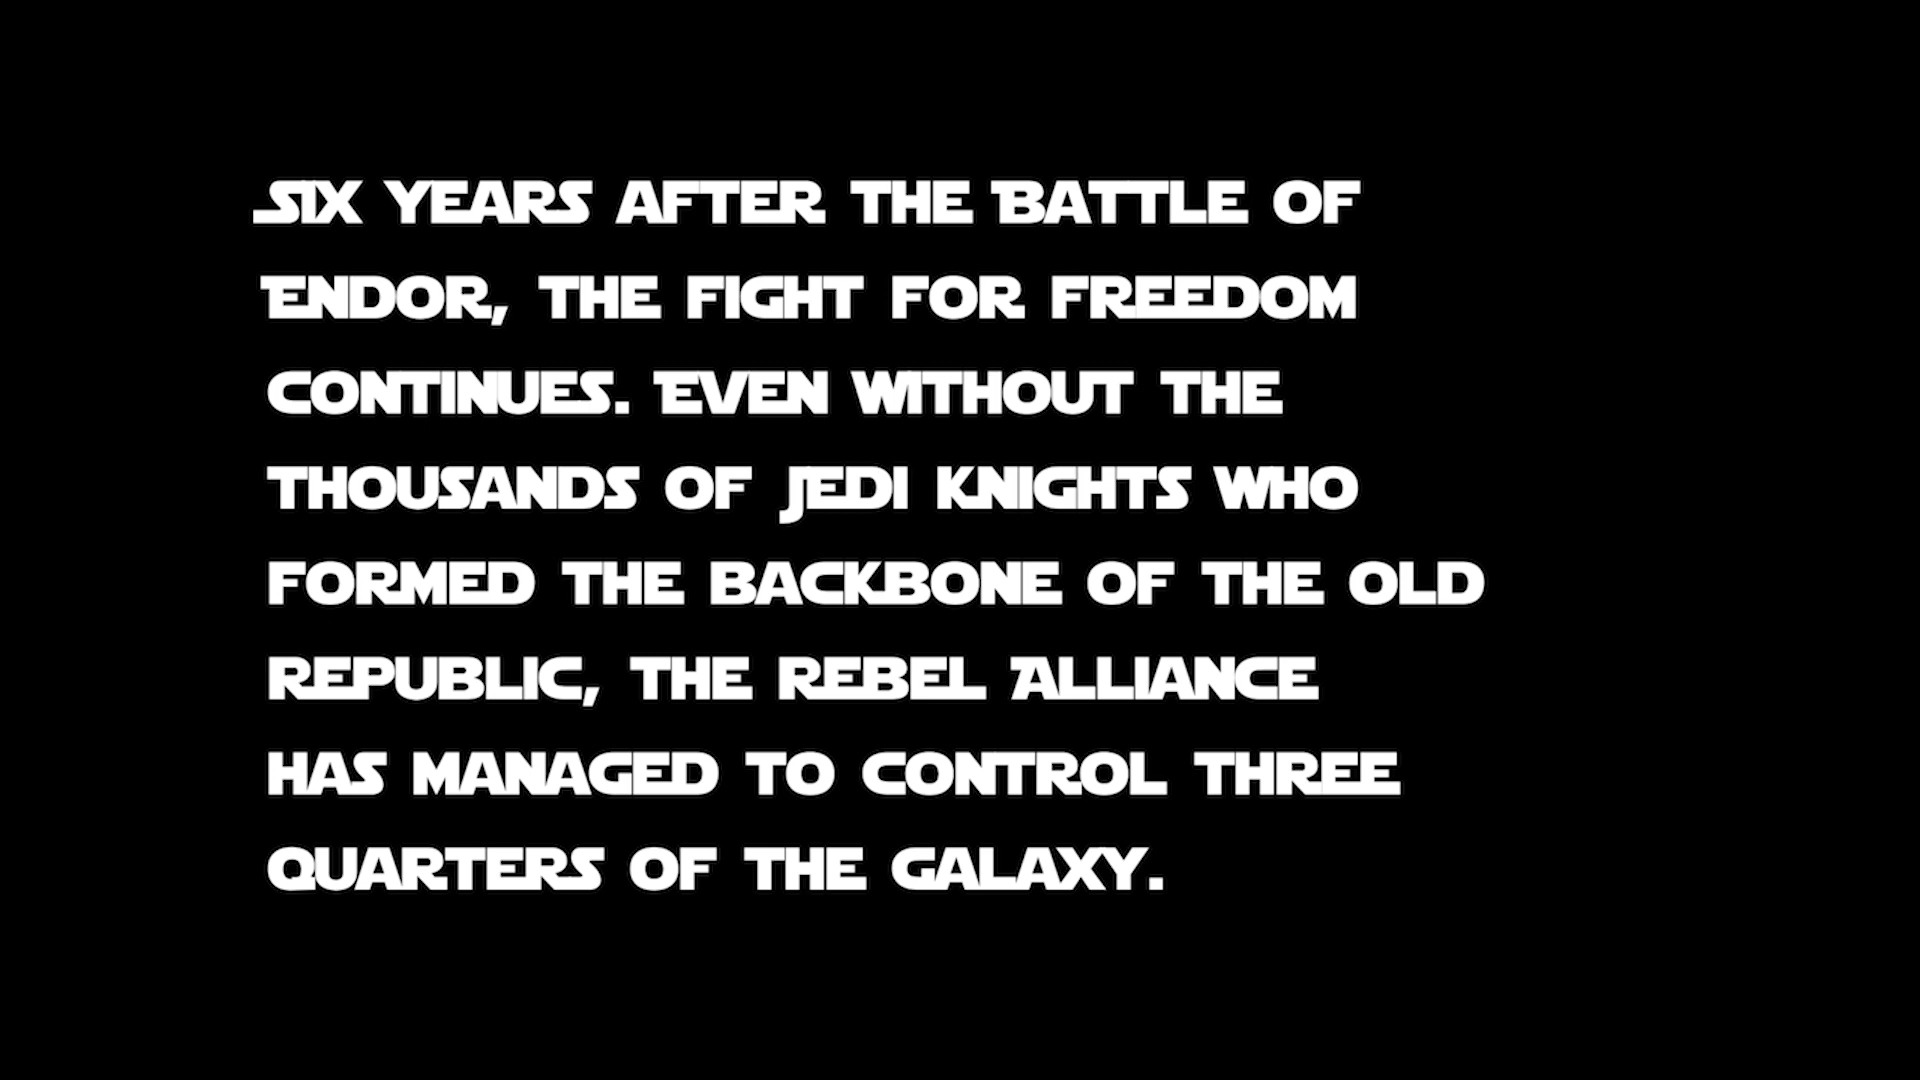 Six years after the Battle of
Endor, the fight for freedom
continues. Even without the
thousands of Jedi Knights who
formed the backbone of the Old
Republic, the Rebel Alliance
has managed to control three
quarters of the galaxy.